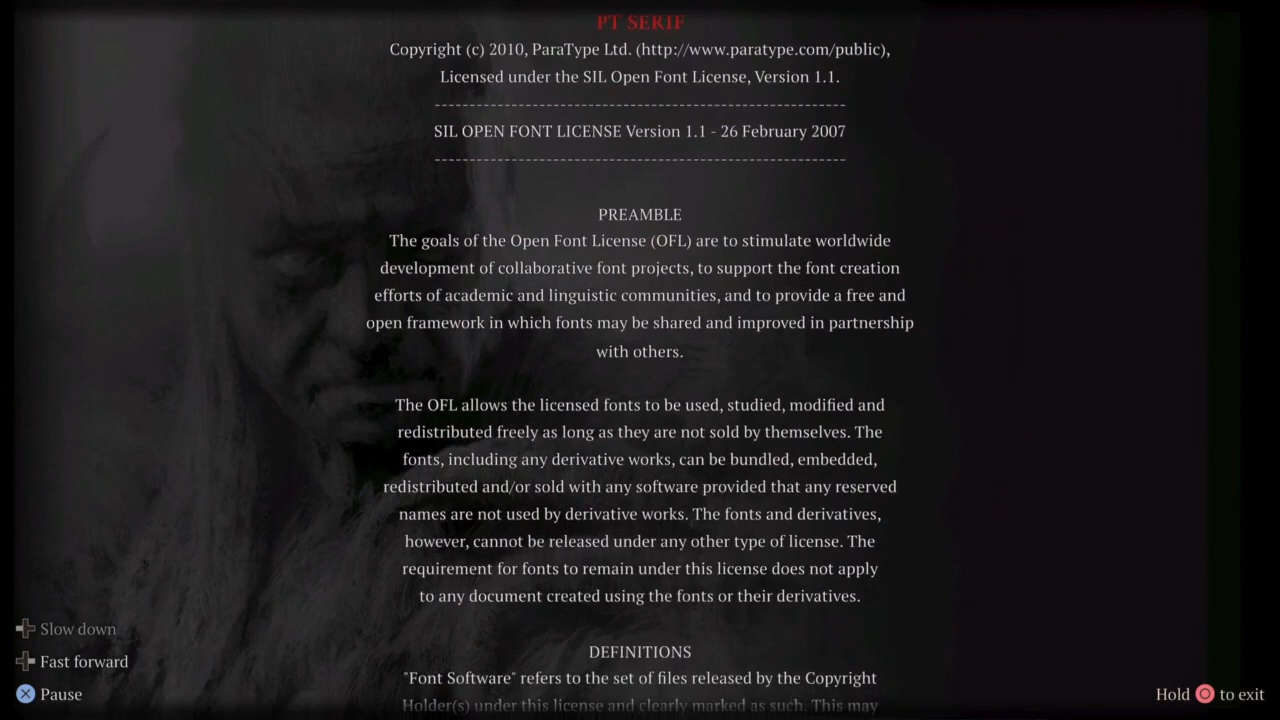 PT SERIF
Copyright (c) 2010, ParaType Ltd. (http://www.paratype.com/public),
Licensed under the SIL Open Font License, Version 1.1.
-----------------------------------------------------------
SIL OPEN FONT LICENSE Version 1.1 - 26 February 2007
-----------------------------------------------------------
PREAMBLE
The goals of the Open Font License (OFL) are to stimulate worldwide
development of collaborative font projects, to support the font creation
efforts of academic and linguistic communities, and to provide a free and
open framework in which fonts may be shared and improved in partnership
with others.
The OFL allows the licensed fonts to be used, studied, modified and
redistributed freely as long as they are not sold by themselves. The
fonts, including any derivative works, can be bundled, embedded,
redistributed and/or sold with any software provided that any reserved
names are not used by derivative works. The fonts and derivatives,
however, cannot be released under any other type of license. The
requirement for fonts to remain under this license does not apply
to any document created using the fonts or their derivatives.
DEFINITIONS
"Font Software" refers to the set of files released by the Copyright
Holder(s) under this license and clearly marked as such. This may
Slow down
Fast forward
Pause
Hold to exit